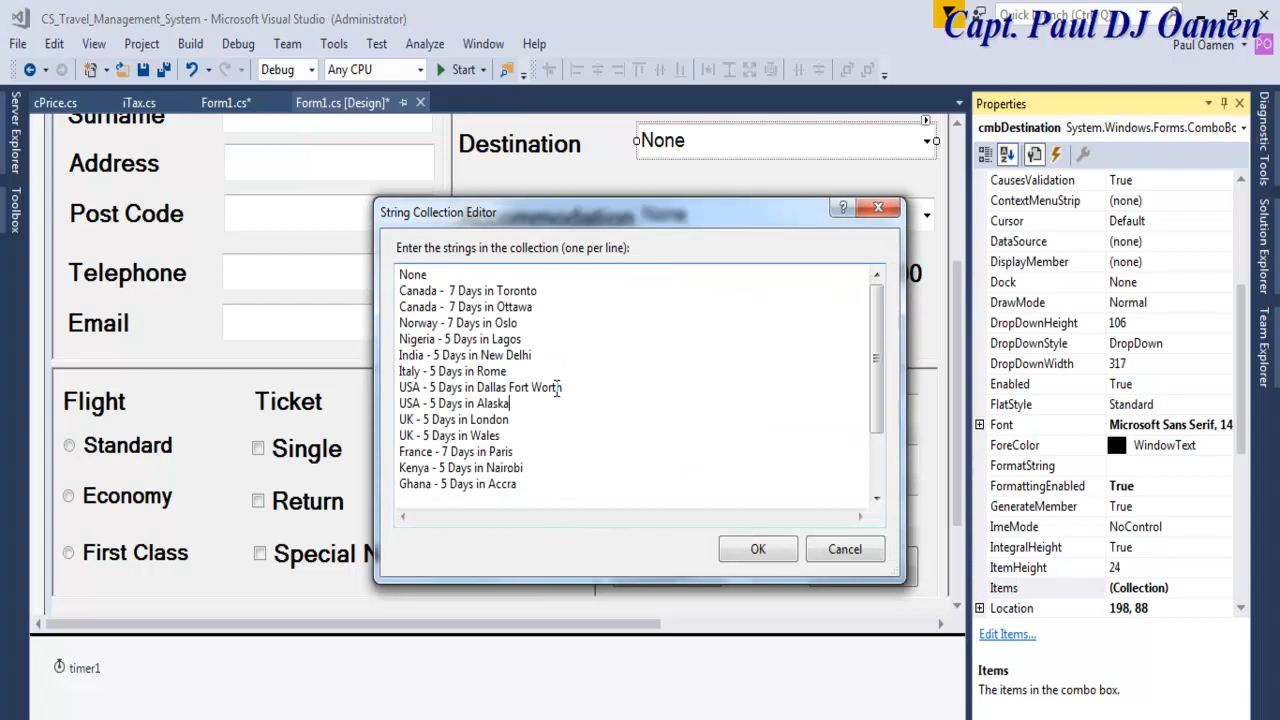 CS_Travel_Management_System - Microsoft Visual Studio (Administrator)
Capt. Paul DJ Oamen
File Edit View Project Build Debug Team Tools Test Analyze Window Help
Paul Oamen PO
Debug Any CPU Start
cPrice.cs iTax.cs Form1.cs* Form1.cs [Design]*
Server Explorer
Toolbox
Surname
Address
Post Code
Telephone
Email
Destination None
None
00
Flight
Standard
Economy
First Class
Ticket
Single
Return
Special N
String Collection Editor
Enter the strings in the collection (one per line):
None
Canada -  7 Days in Toronto
Canada -  7 Days in Ottawa
Norway - 7 Days in Oslo
Nigeria - 5 Days in Lagos
India - 5 Days in New Delhi
Italy - 5 Days in Rome
USA - 5 Days in Dallas Fort Worth
USA - 5 Days in Alaska
UK - 5 Days in London
UK - 5 Days in Wales
France - 7 Days in Paris
Kenya - 5 Days in Nairobi
Ghana - 5 Days in Accra
OK Cancel
timer1
Properties
cmbDestination System.Windows.Forms.ComboBo
CausesValidation True
ContextMenuStrip (none)
Cursor Default
DataSource (none)
DisplayMember (none)
Dock None
DrawMode Normal
DropDownHeight 106
DropDownStyle DropDown
DropDownWidth 317
Enabled True
FlatStyle Standard
Font Microsoft Sans Serif, 14
ForeColor WindowText
FormatString
FormattingEnabled True
GenerateMember True
ImeMode NoControl
IntegralHeight True
ItemHeight 24
Items (Collection)
Location 198, 88
Edit Items...
Items
The items in the combo box.
Diagnostic Tools
Solution Explorer
Team Explorer